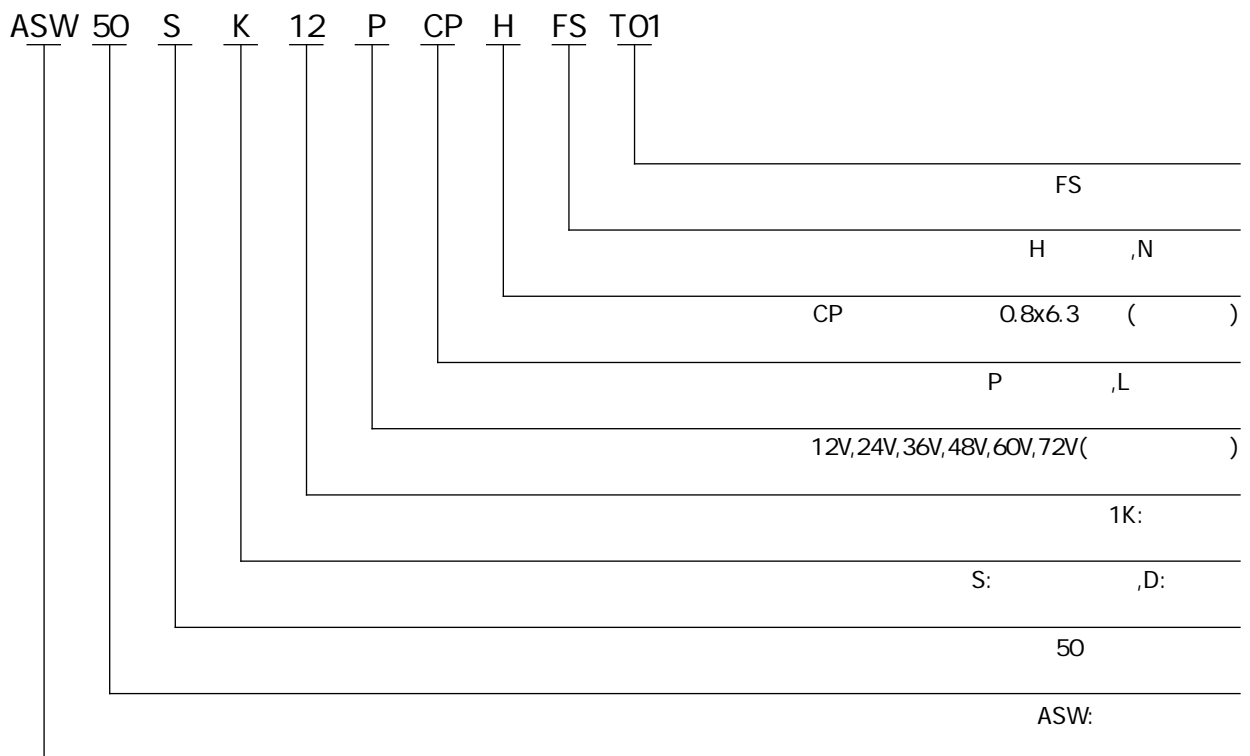 ASW 50 S K 12 P CP H FS T01
FS
H ,N
CP 0.8x6.3 ( )
P ,L
12V,24V,36V,48V,60V,72V( )
1K:
S: ,D:
50
ASW: